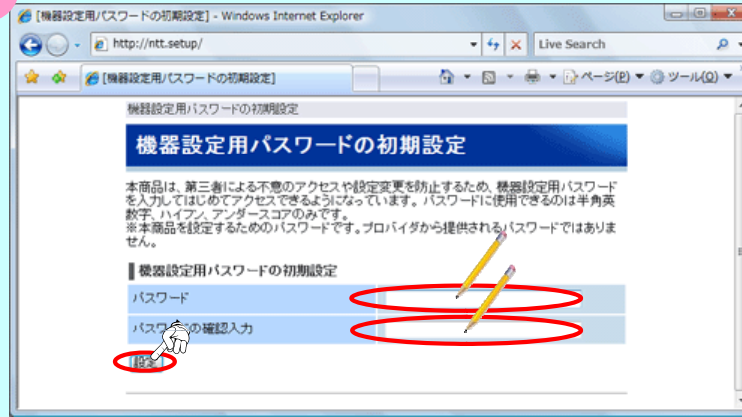 [機器設定用パスワードの初期設定] - Windows Internet Explorer
http://ntt.setup/
Live Search
[機器設定用パスワードの初期設定]
ページ(P)
ツール(O)
機器設定用パスワードの初期設定
機器設定用パスワードの初期設定
本商品は、第三者による不意のアクセスや設定変更を防止するため、機器設定用パスワード
を入力してはじめてアクセスできるようになっています。パスワードに使用できるのは半角英
数字、ハイフン、アンダースコアのみです。
※本商品を設定するためのパスワードです。プロバイダから提供されるパスワードではありま
せん。
機器設定用パスワードの初期設定
パスワード
パスワードの確認入力
設定